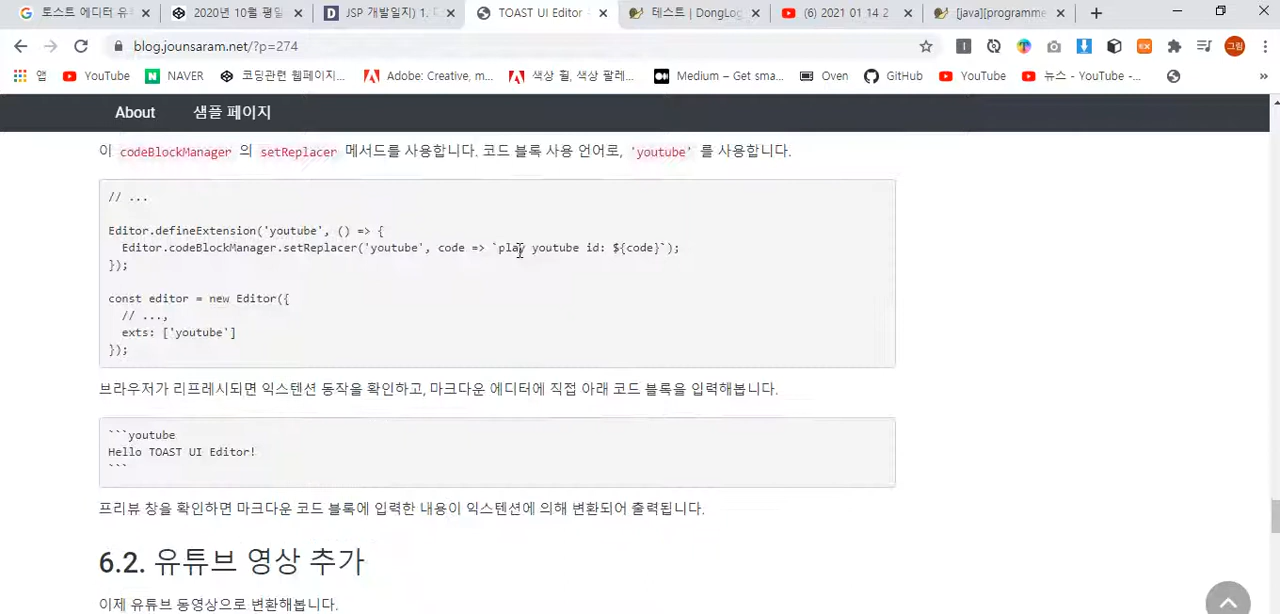 토스트 에디터 유튜
2020년 10월 평일
JSP 개발일지) 1.
TOAST UI Editor
테스트 | DongLog
(6) 2021 01 14 2
[java][programme
blog.jounsaram.net/?p=274
그림
앱
YouTube
NAVER
코딩관련 웹페이지...
Adobe: Creative, m...
색상 휠, 색상 팔레...
Medium – Get sma...
Oven
GitHub
YouTube
뉴스 - YouTube -...
»
About
샘플 페이지
이 codeBlockManager 의 setReplacer 메서드를 사용합니다. 코드 블록 사용 언어로, 'youtube' 를 사용합니다.
// ...
Editor.defineExtension('youtube', () => {
Editor.codeBlockManager.setReplacer('youtube', code => `play youtube id: ${code}`);
});
const editor = new Editor({
// ...,
exts: ['youtube']
});
브라우저가 리프레시되면 익스텐션 동작을 확인하고, 마크다운 에디터에 직접 아래 코드 블록을 입력해봅니다.
```youtube
Hello TOAST UI Editor!
```
프리뷰 창을 확인하면 마크다운 코드 블록에 입력한 내용이 익스텐션에 의해 변환되어 출력됩니다.
6.2. 유튜브 영상 추가
이제 유튜브 동영상으로 변환해봅니다.